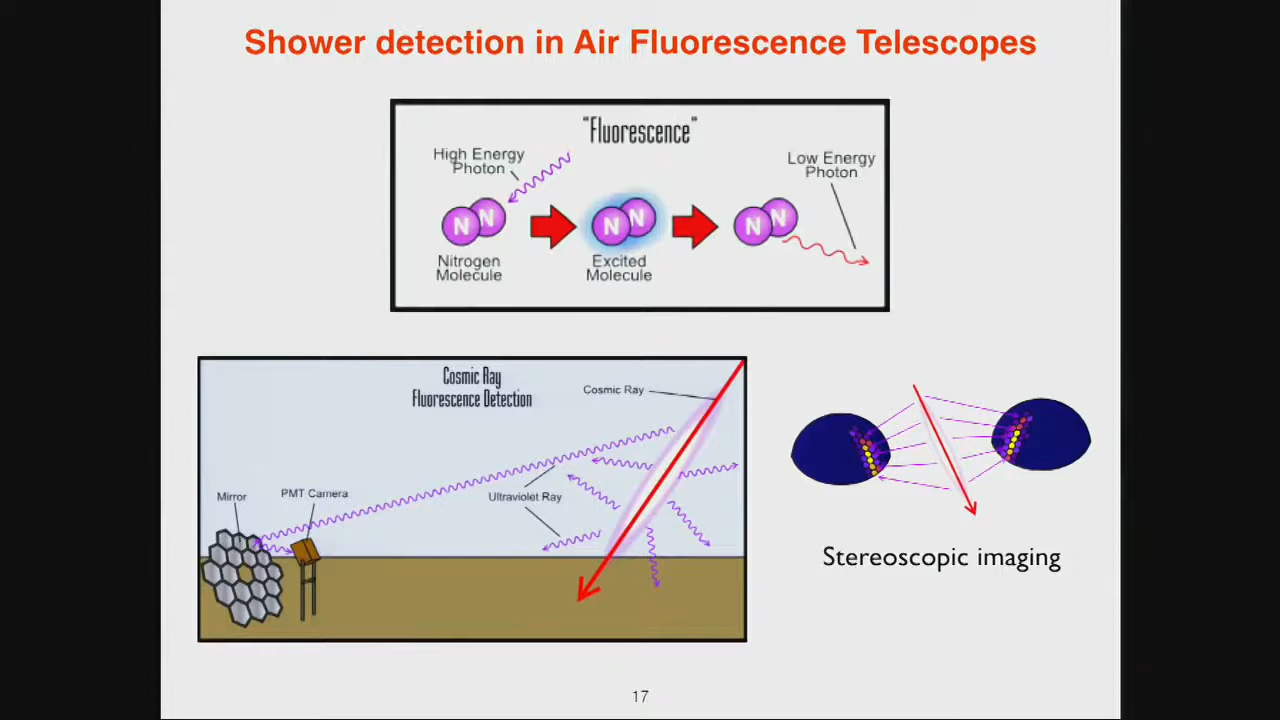 Shower detection in Air Fluorescence Telescopes
"Fluorescence"
High Energy
Photon
Low Energy
Photon
N N
N N
N N
Nitrogen
Molecule
Excited
Molecule
Cosmic Ray
Fluorescence Detection
Cosmic Ray
Mirror
PMT Camera
Ultraviolet Ray
Stereoscopic imaging
17